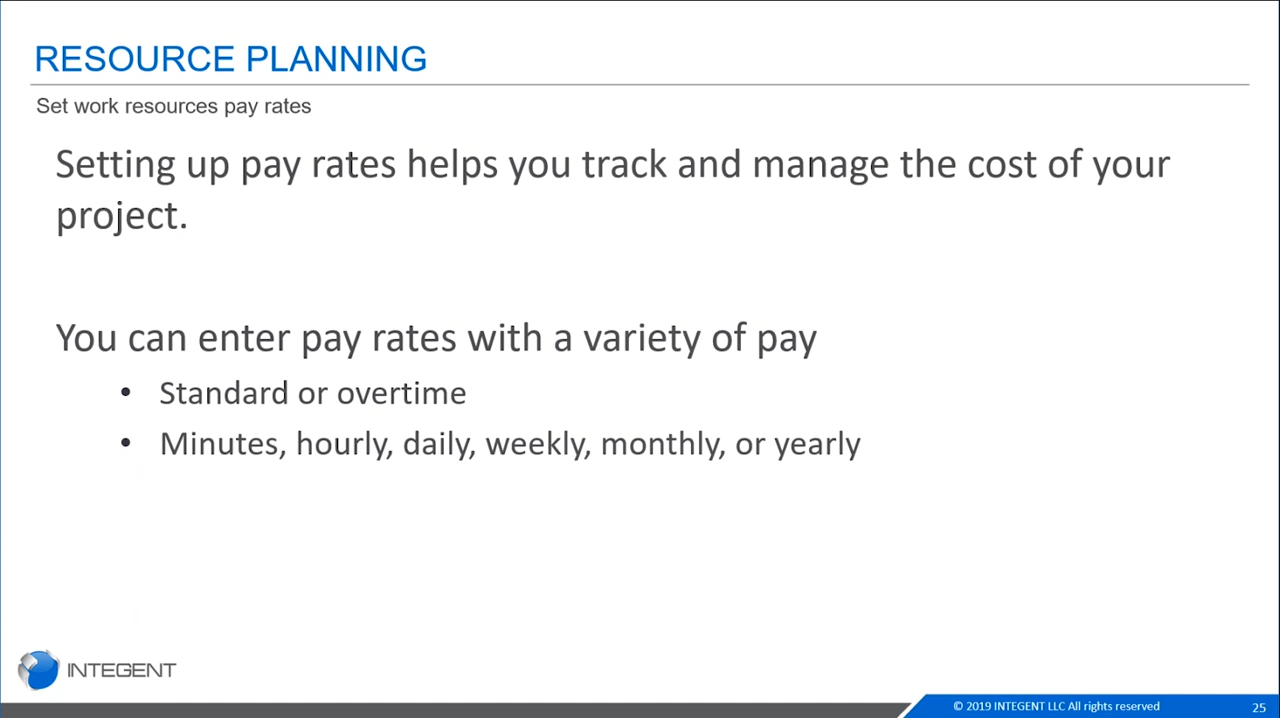 RESOURCE PLANNING
Set work resources pay rates
Setting up pay rates helps you track and manage the cost of your
project.
You can enter pay rates with a variety of pay
• Standard or overtime
• Minutes, hourly, daily, weekly, monthly, or yearly
INTEGENT
© 2019 INTEGENT LLC All rights reserved
25